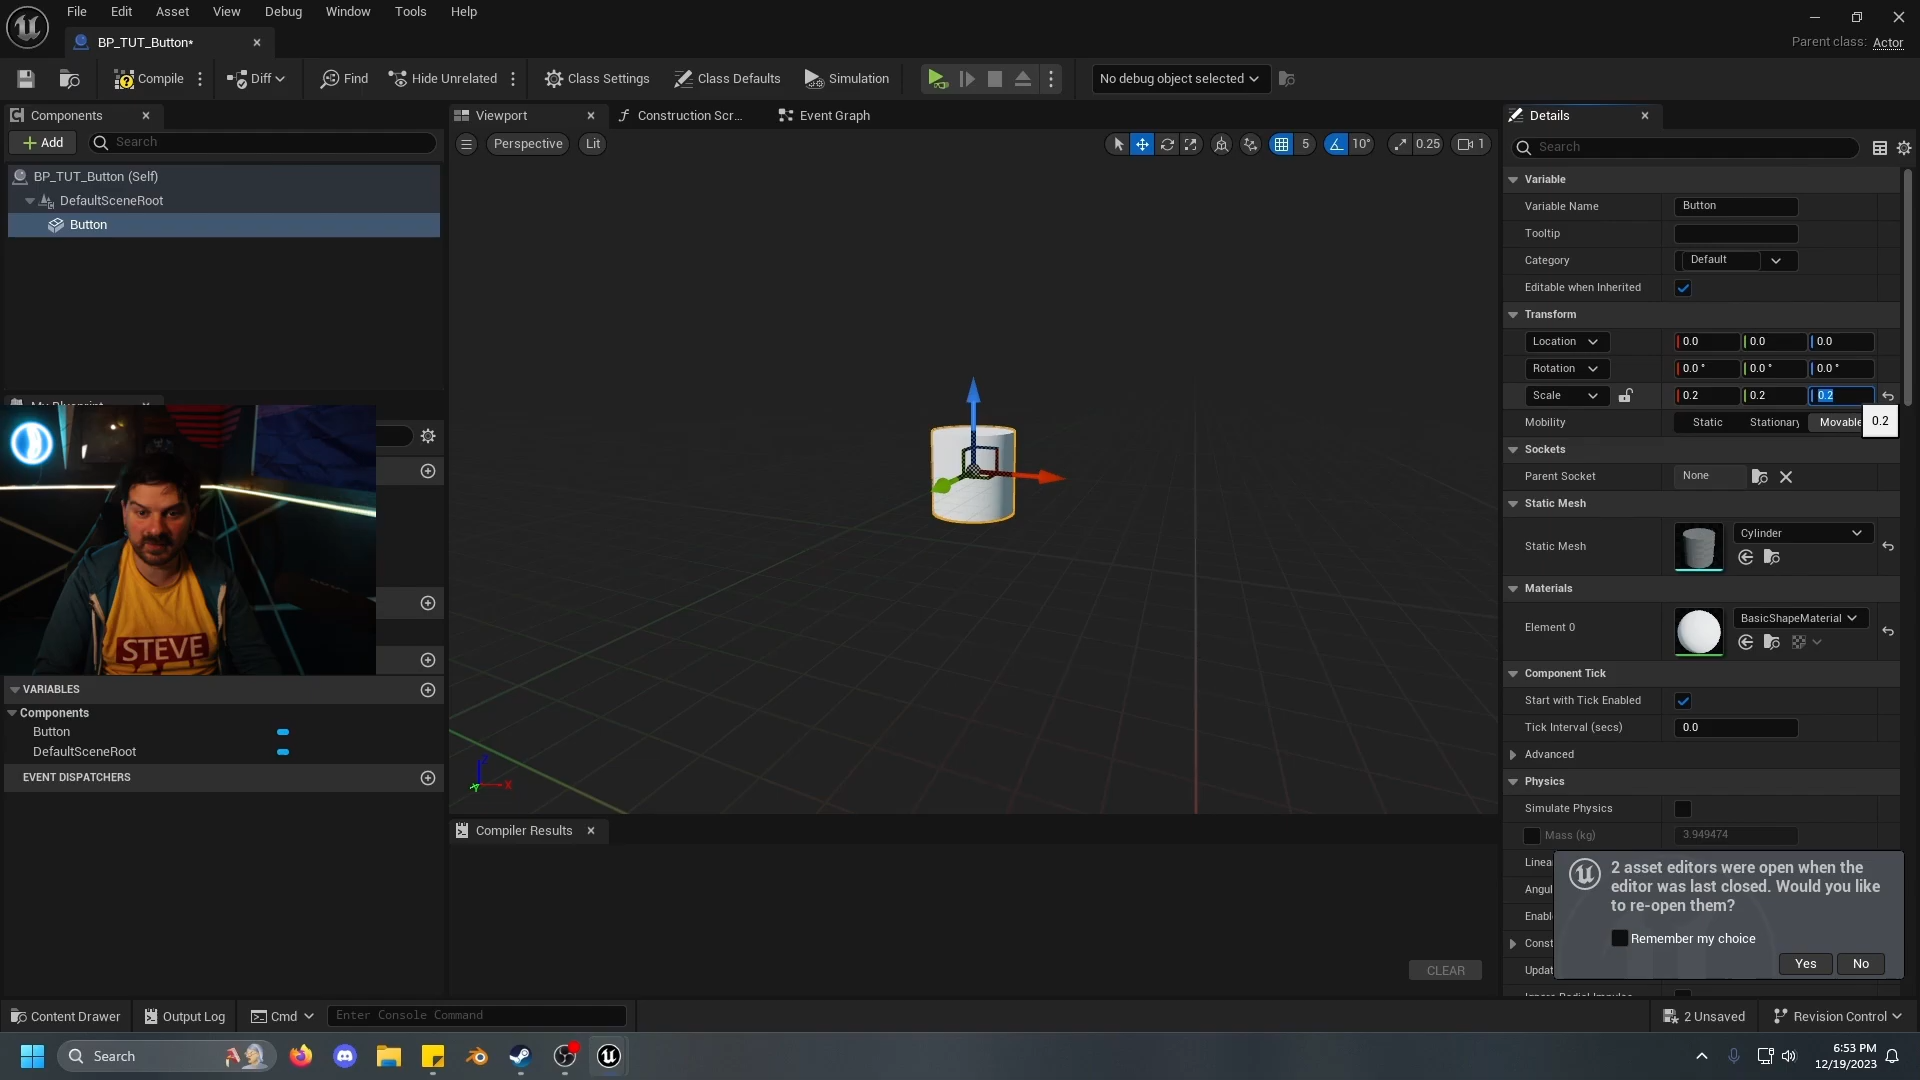 File Edit Asset View Debug Window Tools Help
BP_TUT_Button*
Parent class: Actor
Compile Diff Find Hide Unrelated Class Settings Class Defaults Simulation No debug object selected
Components
Add Search
BP_TUT_Button (Self)
DefaultSceneRoot
Button
Viewport Construction Scr... Event Graph
Perspective Lit
5 10° 0.25 1
VARIABLES
Components
Button
DefaultSceneRoot
EVENT DISPATCHERS
STEVE
Compiler Results
CLEAR
Details
Search
Variable
Variable Name Button
Tooltip
Category Default
Editable when Inherited
Transform
Location 0.0 0.0 0.0
Rotation 0.0 ° 0.0 ° 0.0 °
Scale 0.2 0.2 0.2
Mobility Static Stationary Movable
0.2
Sockets
Parent Socket None
Static Mesh
Static Mesh Cylinder
Materials
Element 0 BasicShapeMaterial
Component Tick
Start with Tick Enabled
Tick Interval (secs) 0.0
Advanced
Physics
Simulate Physics
Mass (kg) 3.949474
Linea
Angul
Enabl
Const
Updat
2 asset editors were open when the
editor was last closed. Would you like
to re-open them?
Remember my choice
Yes No
Content Drawer Output Log Cmd Enter Console Command 2 Unsaved Revision Control
Search
6:53 PM
12/19/2023